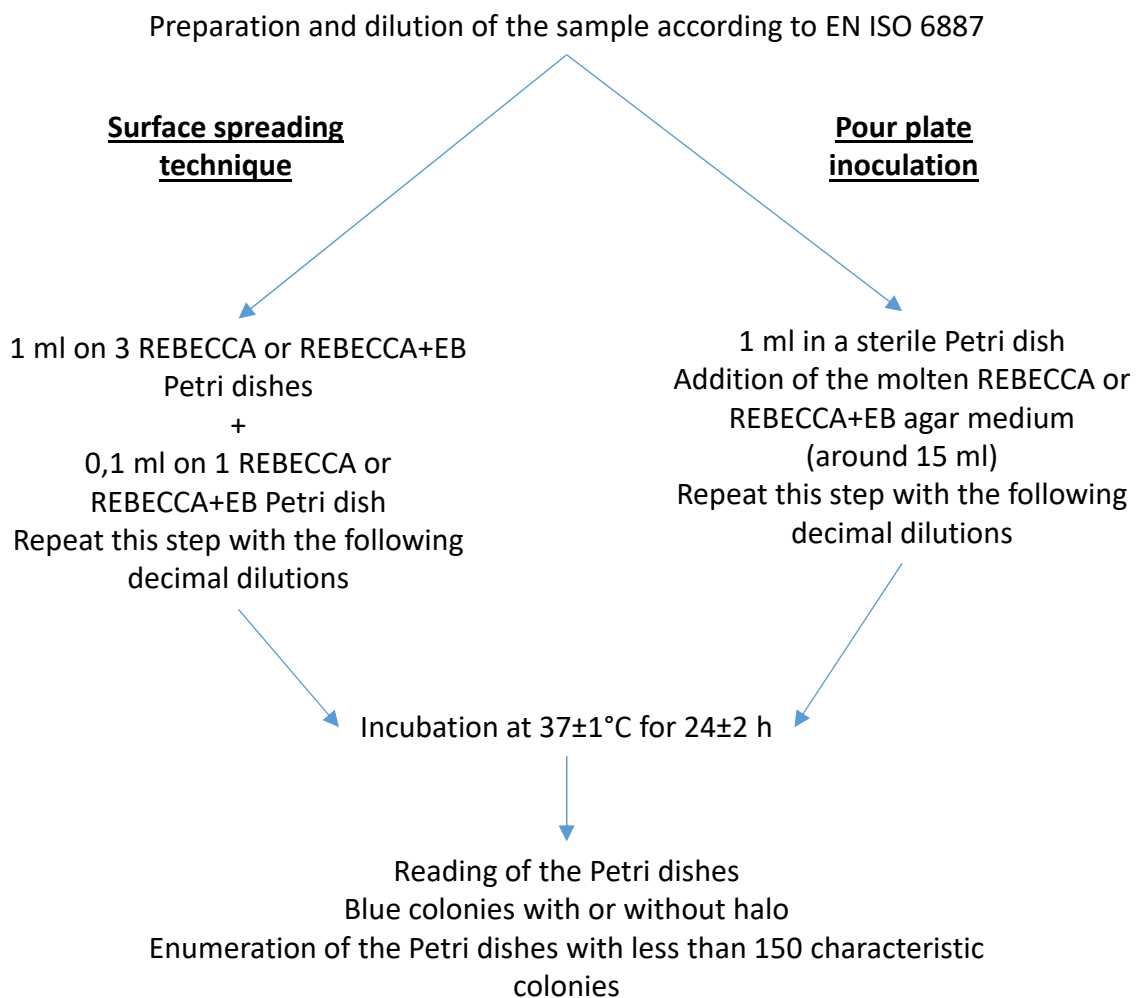 Preparation and dilution of the sample according to EN ISO 6887
Surface spreading
technique
1 ml on 3 REBECCA or REBECCA+EB
Petri dishes
+
0,1 ml on 1 REBECCA or
REBECCA+EB Petri dish
Repeat this step with the following
decimal dilutions
Pour plate
inoculation
1 ml in a sterile Petri dish
Addition of the molten REBECCA or
REBECCA+EB agar medium
(around 15 ml)
Repeat this step with the following
decimal dilutions
Incubation at 37±1°C for 24±2 h
Reading of the Petri dishes
Blue colonies with or without halo
Enumeration of the Petri dishes with less than 150 characteristic
colonies